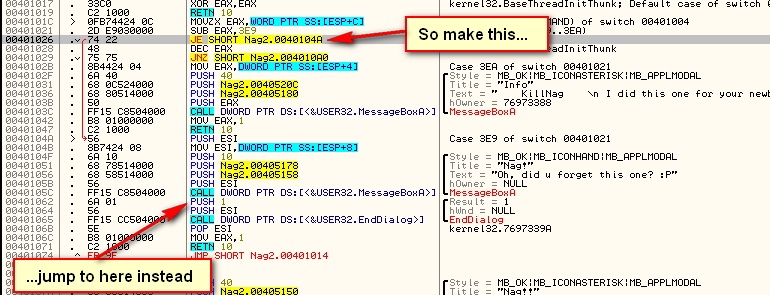 0040101B . 33C0 XOR EAX,EAX kernel32.BaseThreadInitThunk; Default case of switch 0
. C2 1000 RETN 10
> 0FB74424 0C MOVZX EAX,WORD PTR SS:[ESP+C] MAND) of switch 00401004
00401021 . 2D E9030000 SUB EAX,3E9 ..3EA)
00401026 . 74 22 JE SHORT Nag2.0040104A
00401028 . 48 DEC EAX InitThunk
00401029 . 75 75 JNZ SHORT Nag2.004010A0
0040102B . 8B4424 04 MOV EAX,DWORD PTR SS:[ESP+4] Case 3EA of switch 00401021
0040102F . 6A 40 PUSH 40 Style = MB_OK|MB_ICONASTERISK|MB_APPLMODAL
00401031 . 68 0C524000 PUSH Nag2.0040520C Title = "Info"
00401036 . 68 80514000 PUSH Nag2.00405180 Text = " KillNag \n I did this one for your newb
0040103B . 50 PUSH EAX hOwner = 76973388
0040103C . FF15 C8504000 CALL DWORD PTR DS:[<&USER32.MessageBoxA>] MessageBoxA
00401042 . B8 01000000 MOV EAX,1
00401047 . C2 1000 RETN 10
0040104A > 56 PUSH ESI Case 3E9 of switch 00401021
0040104B . 8B7424 08 MOV ESI,DWORD PTR SS:[ESP+8]
0040104F . 6A 10 PUSH 10 Style = MB_OK|MB_ICONHAND|MB_APPLMODAL
00401051 . 68 78514000 PUSH Nag2.00405178 Title = "Nag!"
00401056 . 68 58514000 PUSH Nag2.00405158 Text = "Oh, did u forget this one? :P"
0040105B . 56 PUSH ESI hOwner = NULL
0040105C . FF15 C8504000 CALL DWORD PTR DS:[<&USER32.MessageBoxA>] MessageBoxA
00401062 . 6A 01 PUSH 1 Result = 1
00401064 . 56 PUSH ESI hWnd = NULL
00401065 . FF15 CC504000 CALL DWORD PTR DS:[<&USER32.EndDialog>] EndDialog
0040106B . 5E POP ESI kernel32.7697339A
0040106C . B8 01000000 MOV EAX,1
00401071 . C2 1000 RETN 10
JMP SHORT Nag2.00401014
40 Style = MB_OK|MB_ICONASTERISK|MB_APPLMODAL
PUSH Nag2.00405150 Title = "Nag!!"
So make this...
...jump to here instead